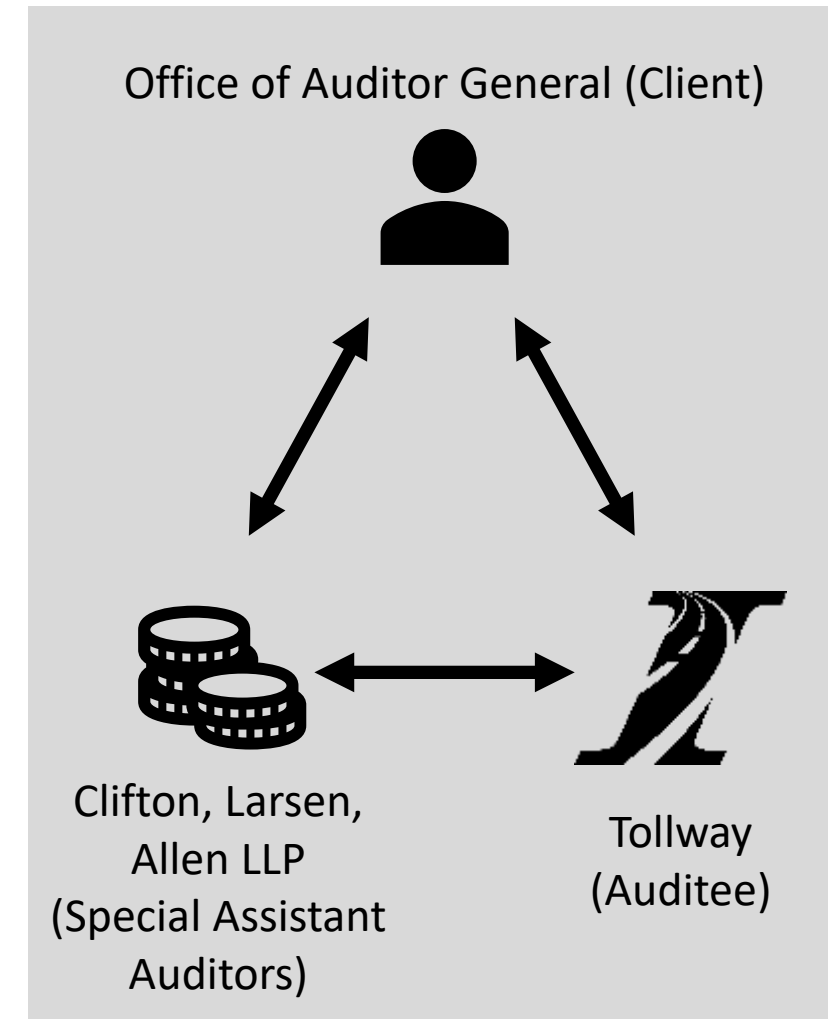 Office of Auditor General (Client)
Clifton, Larsen,
Allen LLP
(Special Assistant
Auditors)
Tollway
(Auditee)